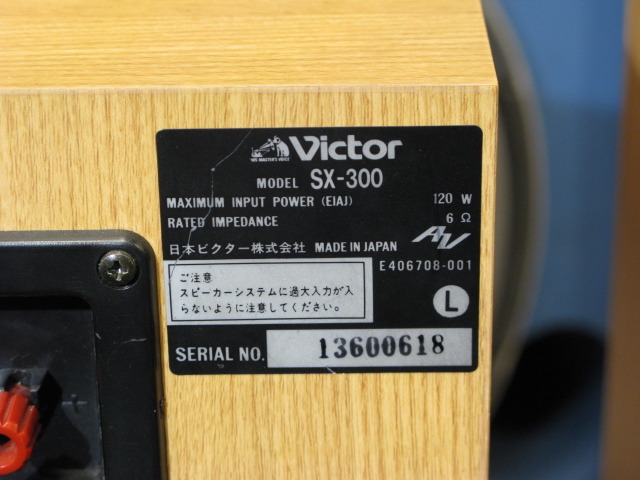 HIS MASTER'S VOICE
Victor
MODEL SX-300
MAXIMUM INPUT POWER (EIAJ) 120 W
RATED IMPEDANCE 6 Ω
日本ビクター株式会社 MADE IN JAPAN AV
E406708-001
ご注意
スピーカーシステムに過大入力が入
らないように注意してください。
L
SERIAL NO. 13600618
+